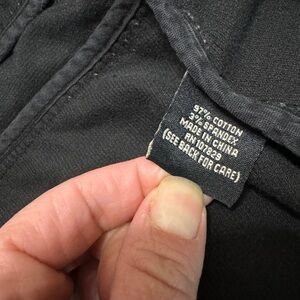 97% COTTON
3% SPANDEX
MADE IN CHINA
RN 107829
(SEE BACK FOR CARE)